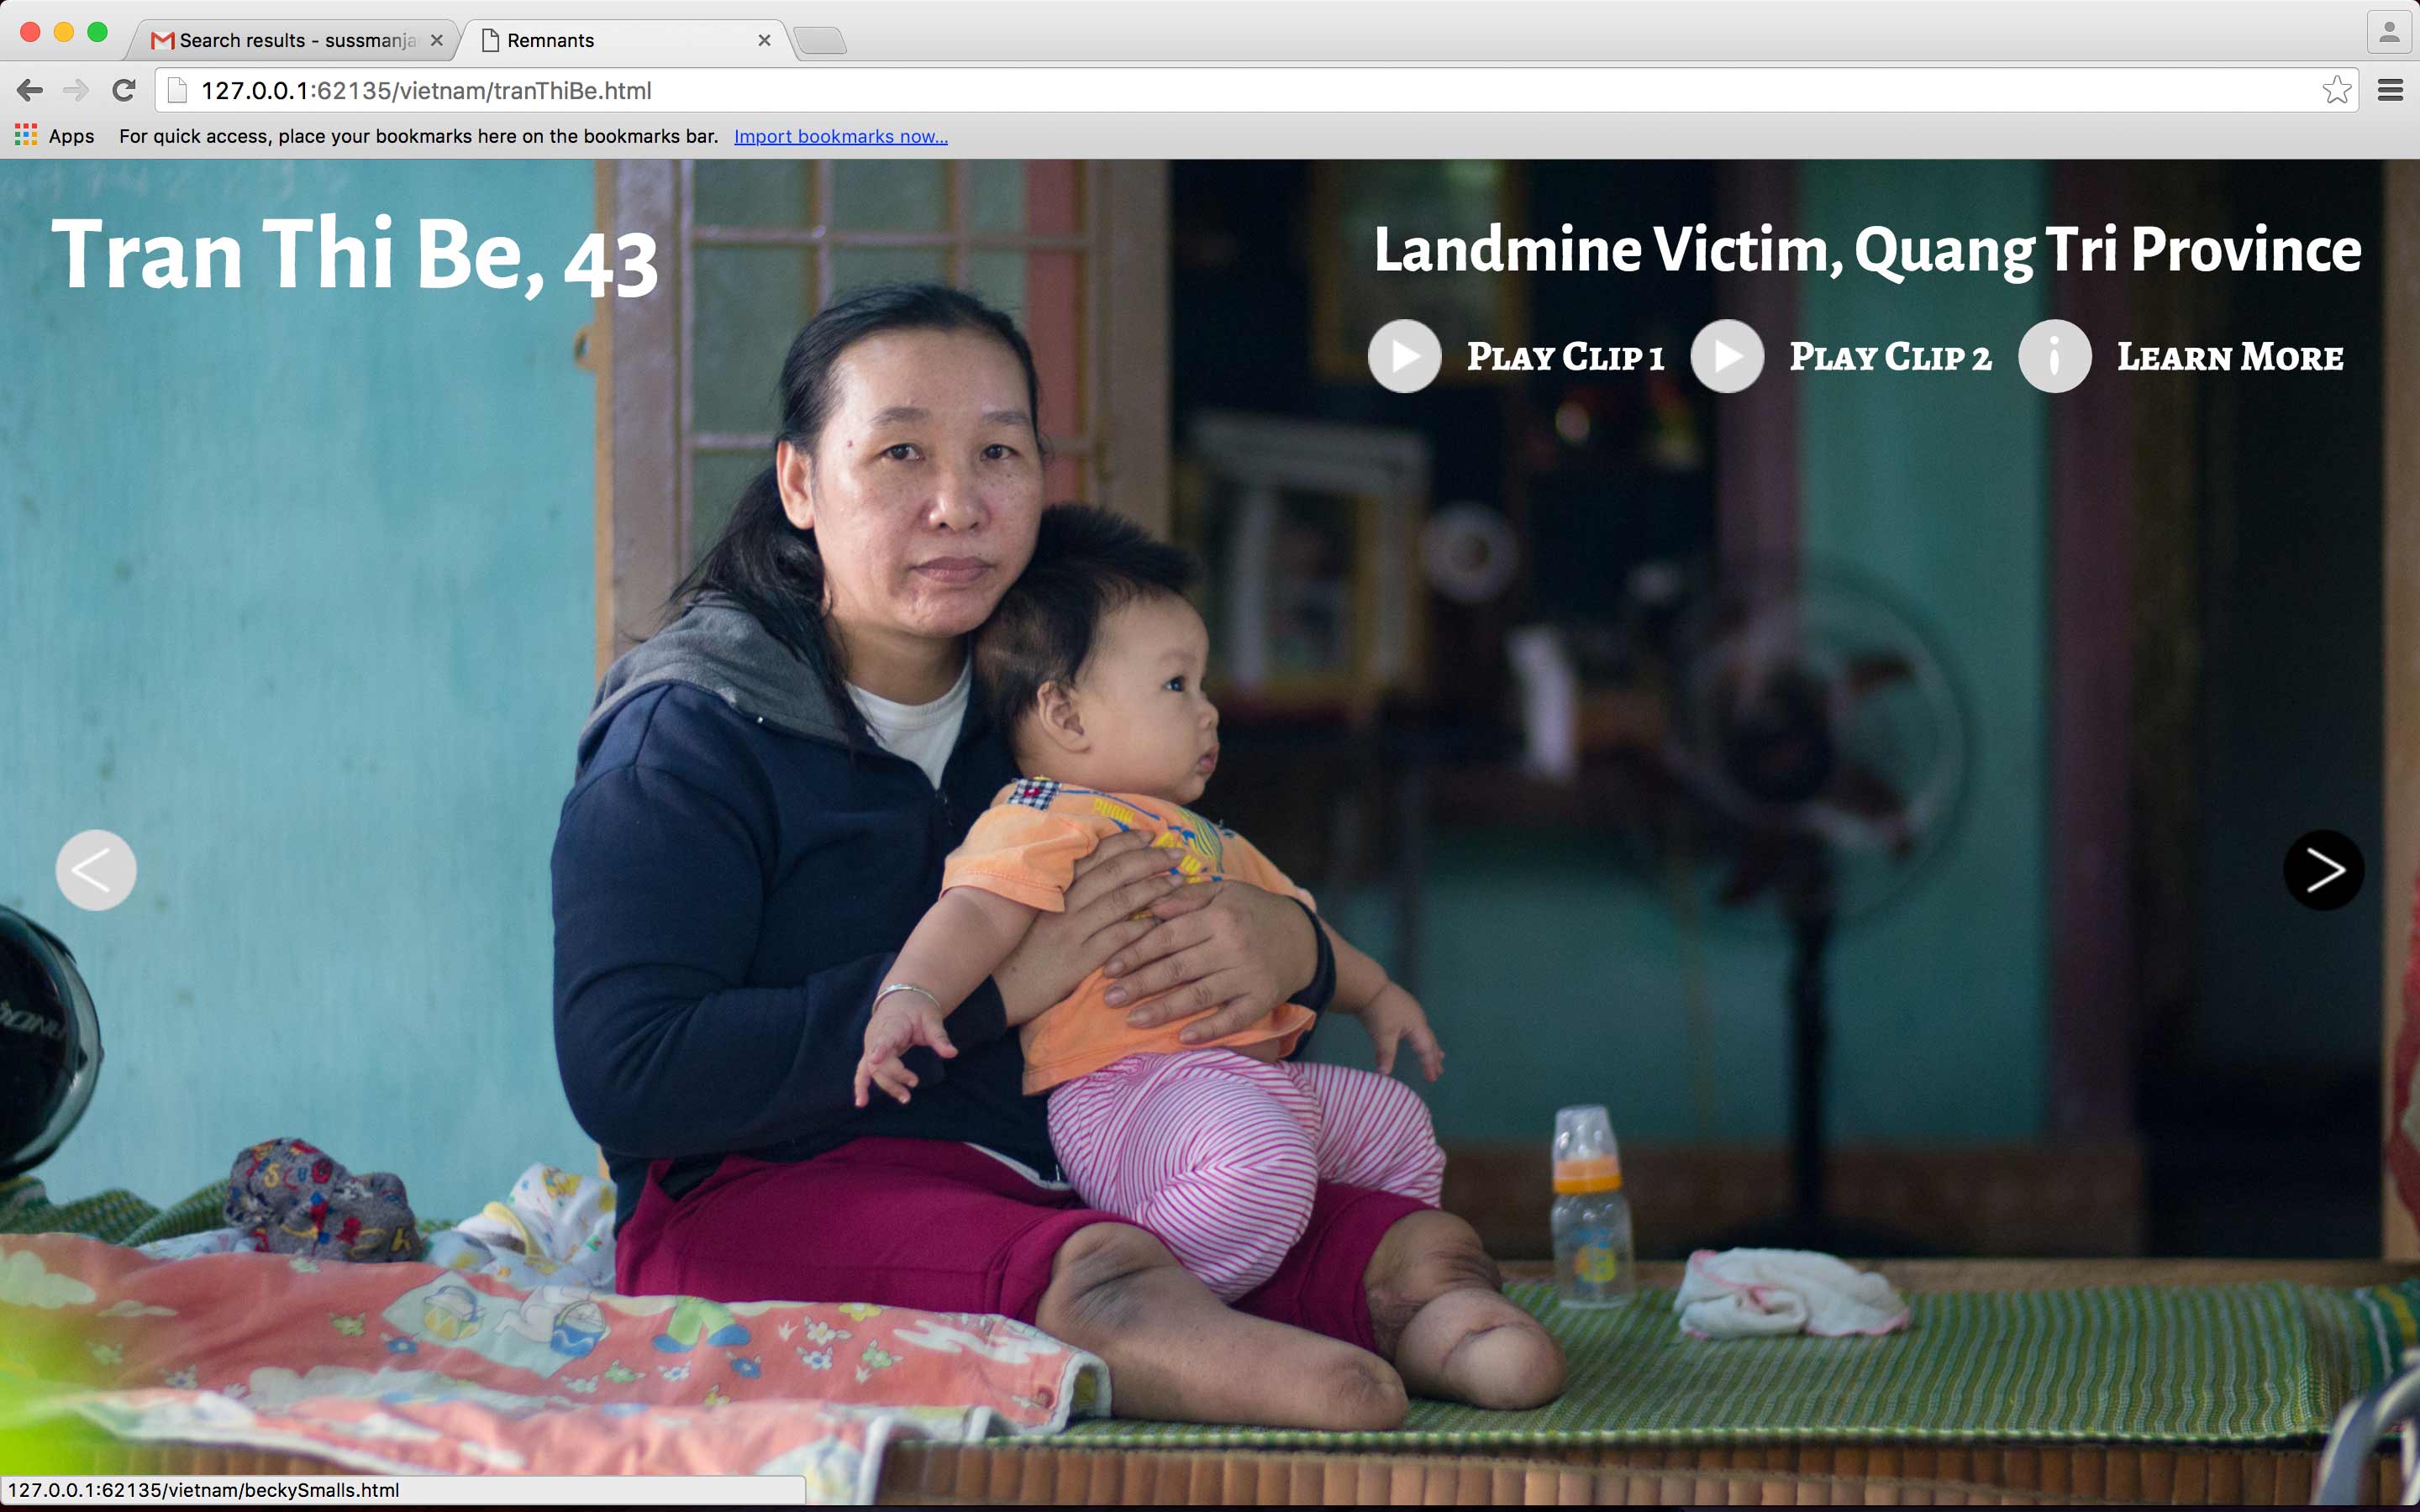 Search results - sussmanja
Remnants
127.0.0.1:62135/vietnam/tranThiBe.html
Apps For quick access, place your bookmarks here on the bookmarks bar. Import bookmarks now...
Tran Thi Be, 43
Landmine Victim, Quang Tri Province
Play Clip 1 Play Clip 2 Learn More
<
>
127.0.0.1:62135/vietnam/beckySmalls.html